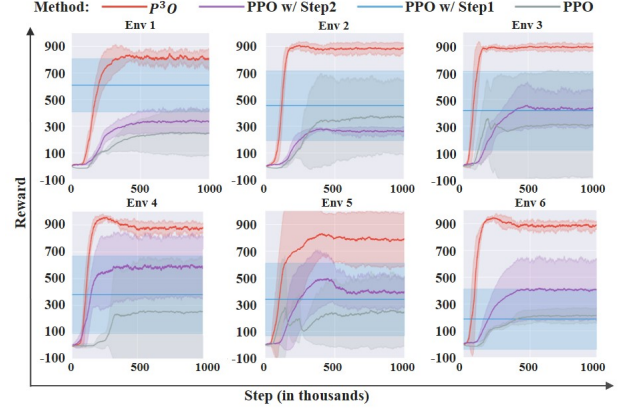 Method: P³O PPO w/ Step2 PPO w/ Step1 PPO
Env 1 Env 2 Env 3
900 900 900
700 700 700
500 500 500
300 300 300
100 100 100
-100 -100 -100
0 500 1000 0 500 1000 0 500 1000
Reward
Env 4 Env 5 Env 6
900 900 900
700 700 700
500 500 500
300 300 300
100 100 100
-100 -100 -100
0 500 1000 0 500 1000 0 500 1000
Step (in thousands)